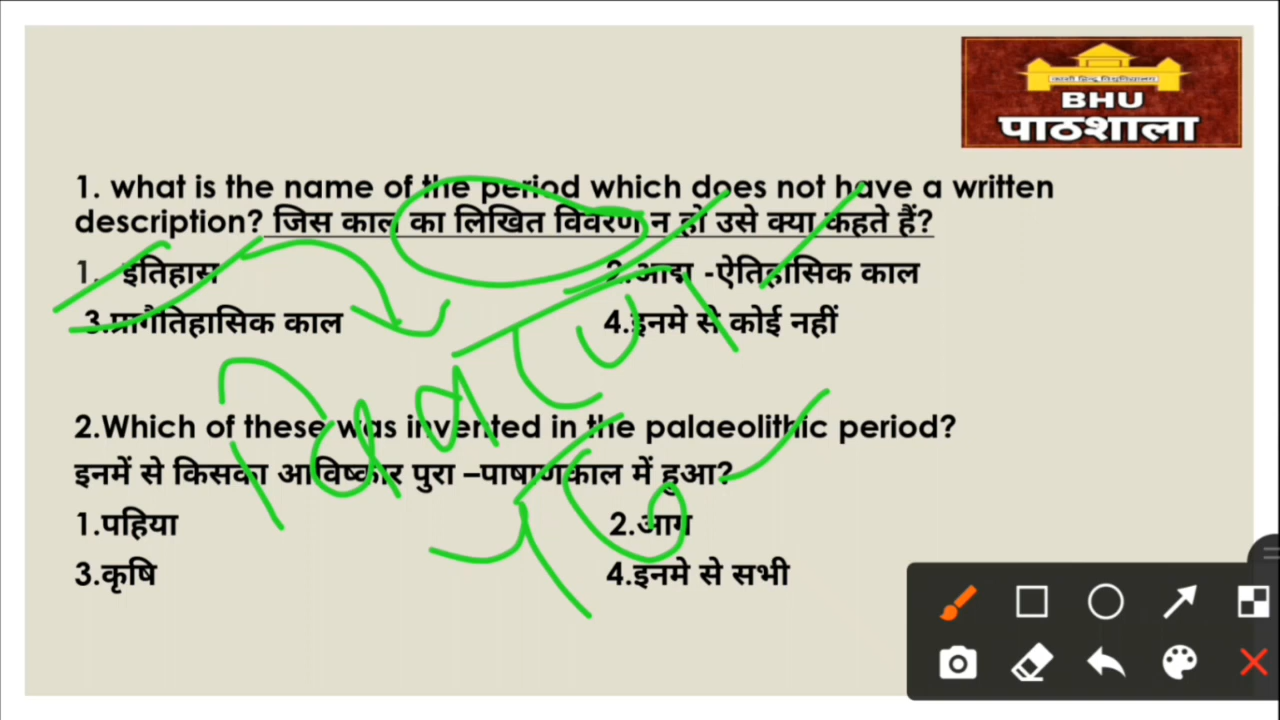 काशी हिन्दू विश्वविद्यालय
BHU
पाठशाला
1. what is the name of the period which does not have a written
description? जिस काल का लिखित विवरण न हो उसे क्या कहते हैं?
1. इतिहास 2.आद्य -ऐतिहासिक काल
3.प्रागैतिहासिक काल 4.इनमे से कोई नहीं
2.Which of these was invented in the palaeolithic period?
इनमें से किसका आविष्कार पुरा –पाषाणकाल में हुआ?
1.पहिया 2.आग
3.कृषि 4.इनमे से सभी